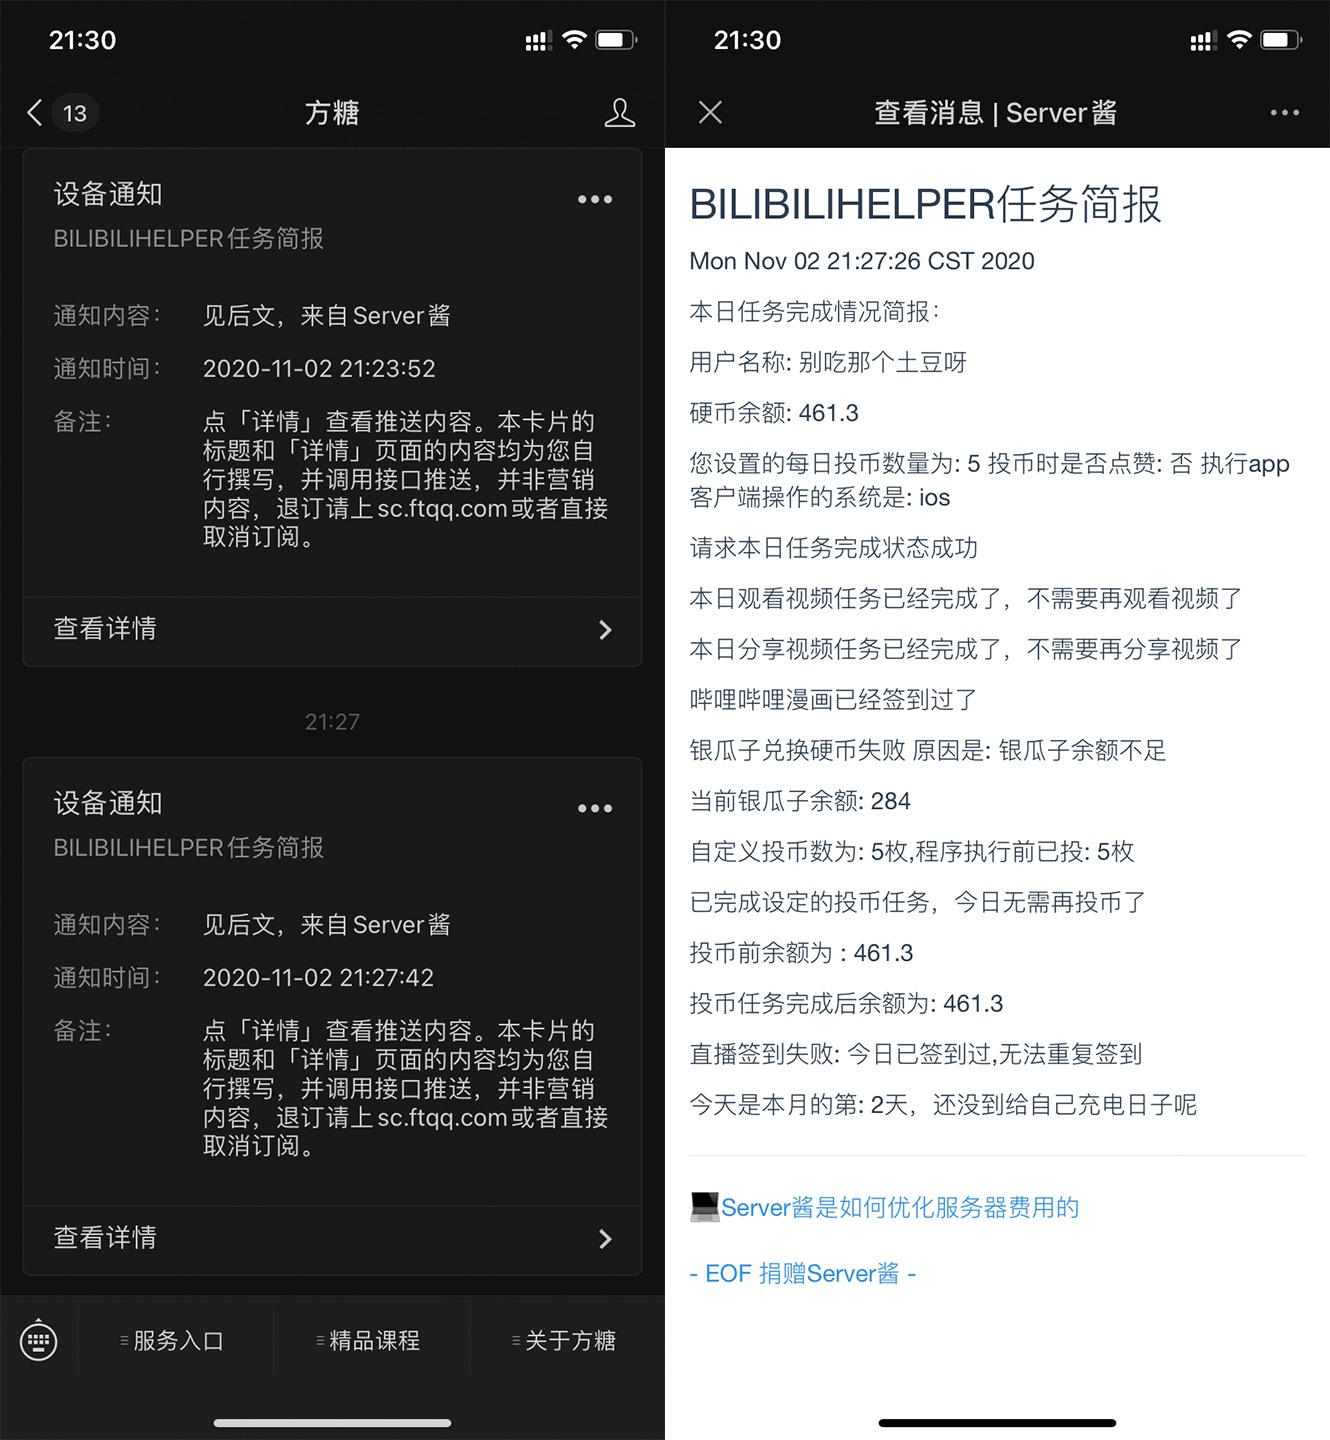 21:30
13
方糖
设备通知
BILIBILIHELPER任务简报
通知内容： 见后文，来自Server酱
通知时间： 2020-11-02 21:23:52
备注： 点「详情」查看推送内容。本卡片的
标题和「详情」页面的内容均为您自
行撰写，并调用接口推送，并非营销
内容，退订请上sc.ftqq.com或者直接
取消订阅。
查看详情
21:27
设备通知
BILIBILIHELPER任务简报
通知内容： 见后文，来自Server酱
通知时间： 2020-11-02 21:27:42
备注： 点「详情」查看推送内容。本卡片的
标题和「详情」页面的内容均为您自
行撰写，并调用接口推送，并非营销
内容，退订请上sc.ftqq.com或者直接
取消订阅。
查看详情
服务入口
精品课程
关于方糖
21:30
查看消息 | Server酱
BILIBILIHELPER任务简报
Mon Nov 02 21:27:26 CST 2020
本日任务完成情况简报：
用户名称: 别吃那个土豆呀
硬币余额: 461.3
您设置的每日投币数量为: 5 投币时是否点赞: 否 执行app
客户端操作的系统是: ios
请求本日任务完成状态成功
本日观看视频任务已经完成了，不需要再观看视频了
本日分享视频任务已经完成了，不需要再分享视频了
哔哩哔哩漫画已经签到过了
银瓜子兑换硬币失败 原因是: 银瓜子余额不足
当前银瓜子余额: 284
自定义投币数为: 5枚,程序执行前已投: 5枚
已完成设定的投币任务，今日无需再投币了
投币前余额为 : 461.3
投币任务完成后余额为: 461.3
直播签到失败: 今日已签到过,无法重复签到
今天是本月的第: 2天，还没到给自己充电日子呢
Server酱是如何优化服务器费用的
- EOF 捐赠Server酱 -